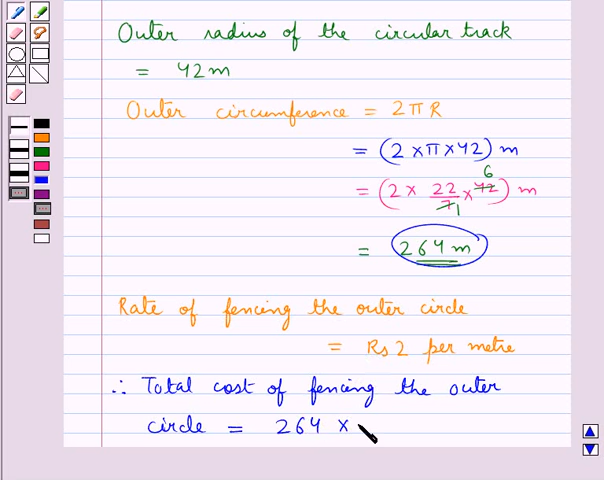 Outer radius of the circular track
= 42 m
Outer circumference = 2πR
= (2 × π × 42) m
= (2 × 22/7 1 × 42 6) m
= 264 m
Rate of fencing the outer circle
= Rs 2 per metre
∴ Total cost of fencing the outer
circle = 264 ×